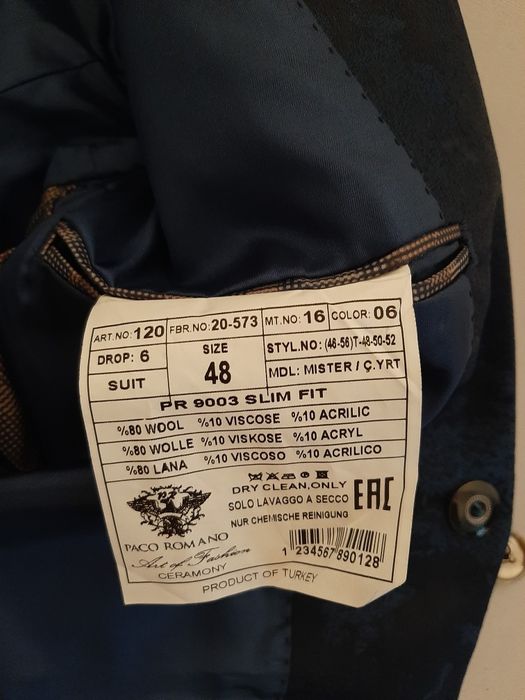 ART.NO: 120 FBR.NO: 20-573 MT.NO: 16 COLOR: 06
DROP: 6 SIZE STYL.NO: (46-56)T-48-50-52
SUIT 48 MDL: MISTER / Ç.YRT
PR 9003 SLIM FIT
%80 WOOL %10 VISCOSE %10 ACRILIC
%80 WOLLE %10 VISKOSE %10 ACRYL
%80 LANA %10 VISCOSO %10 ACRILICO
DRY CLEAN,ONLY
SOLO LAVAGGO A SECCO
NUR CHEMISCHE REINIGUNG
EAC
PACO ROMANO
Art of Fashion
CERAMONY
1 234567 890128
PRODUCT OF TURKEY